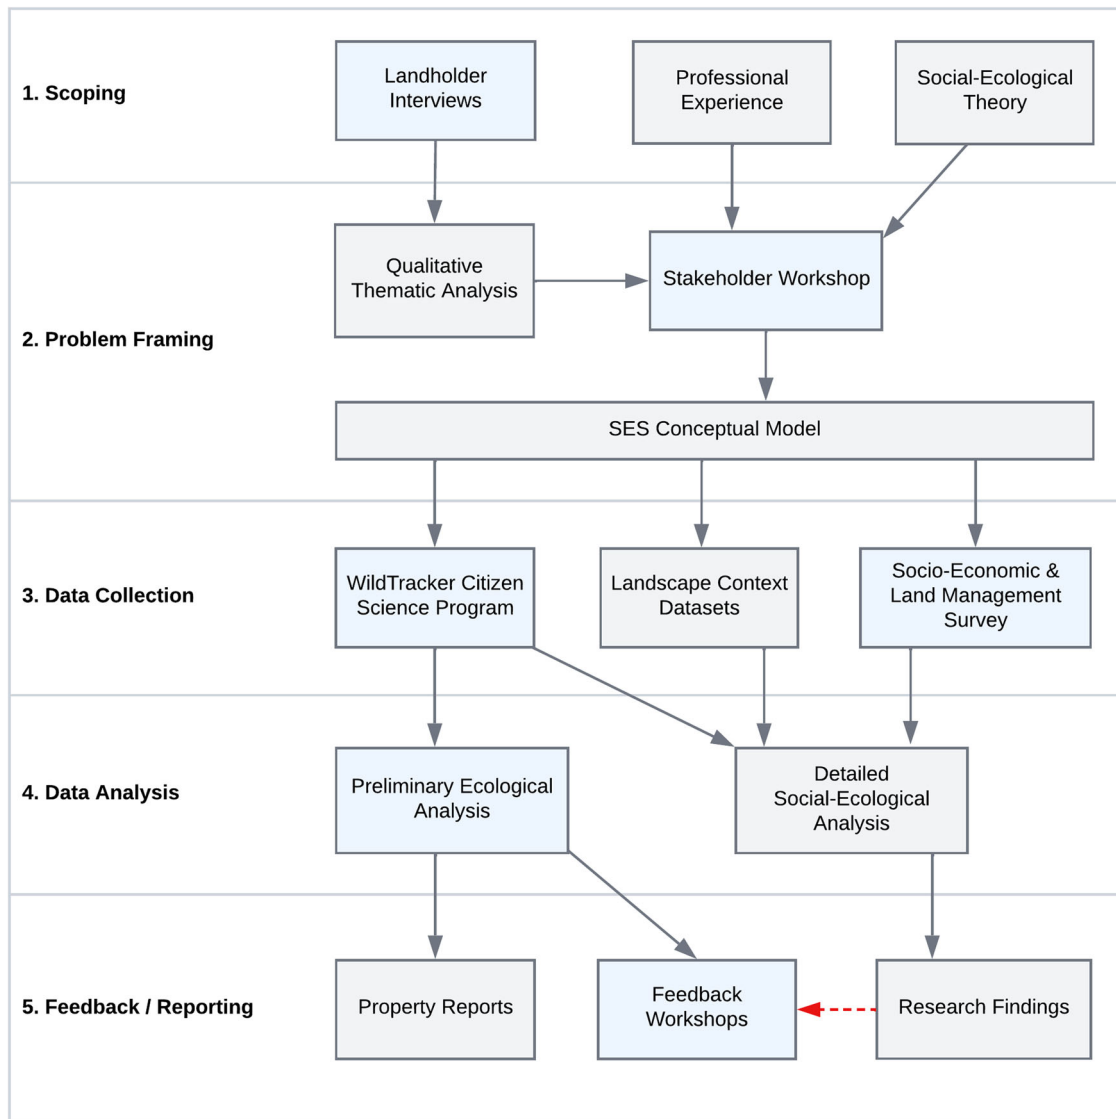 1. Scoping
Landholder
Interviews
Professional
Experience
Social-Ecological
Theory
2. Problem Framing
Qualitative
Thematic Analysis
Stakeholder Workshop
SES Conceptual Model
3. Data Collection
WildTracker Citizen
Science Program
Landscape Context
Datasets
Socio-Economic &
Land Management
Survey
4. Data Analysis
Preliminary Ecological
Analysis
Detailed
Social-Ecological
Analysis
5. Feedback / Reporting
Property Reports
Feedback
Workshops
Research Findings